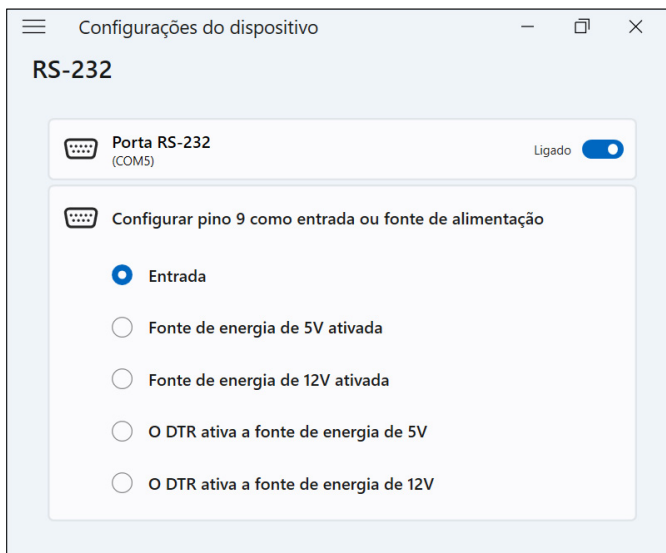 Configurações do dispositivo
RS-232
Porta RS-232
(COM5)
Ligado
Configurar pino 9 como entrada ou fonte de alimentação
Entrada
Fonte de energia de 5V ativada
Fonte de energia de 12V ativada
O DTR ativa a fonte de energia de 5V
O DTR ativa a fonte de energia de 12V